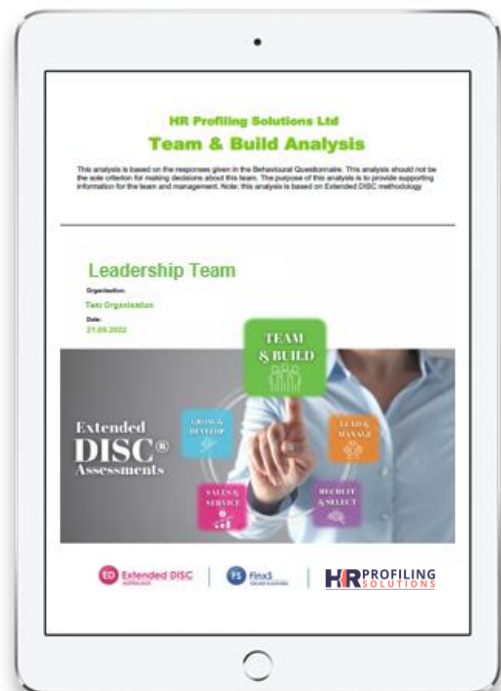 HR Profiling Solutions Ltd
Team & Build Analysis
This analysis is based on the responses given in the Behavioural Questionnaire. This analysis should not be
the sole criterion for making decisions about this team. The purpose of this analysis is to provide supporting
information for the team and management. Note: this analysis is based on Extended DISC methodology
Leadership Team
Organisation:
Test Organisation
Date:
21.09.2022
TEAM
& BUILD
GROW &
DEVELOP
LEAD &
MANAGE
Extended
DISC®
Assessments
SALES &
SERVICE
RECRUIT
& SELECT
ED Extended DISC
FS FinxS
HR PROFILING
SOLUTIONS